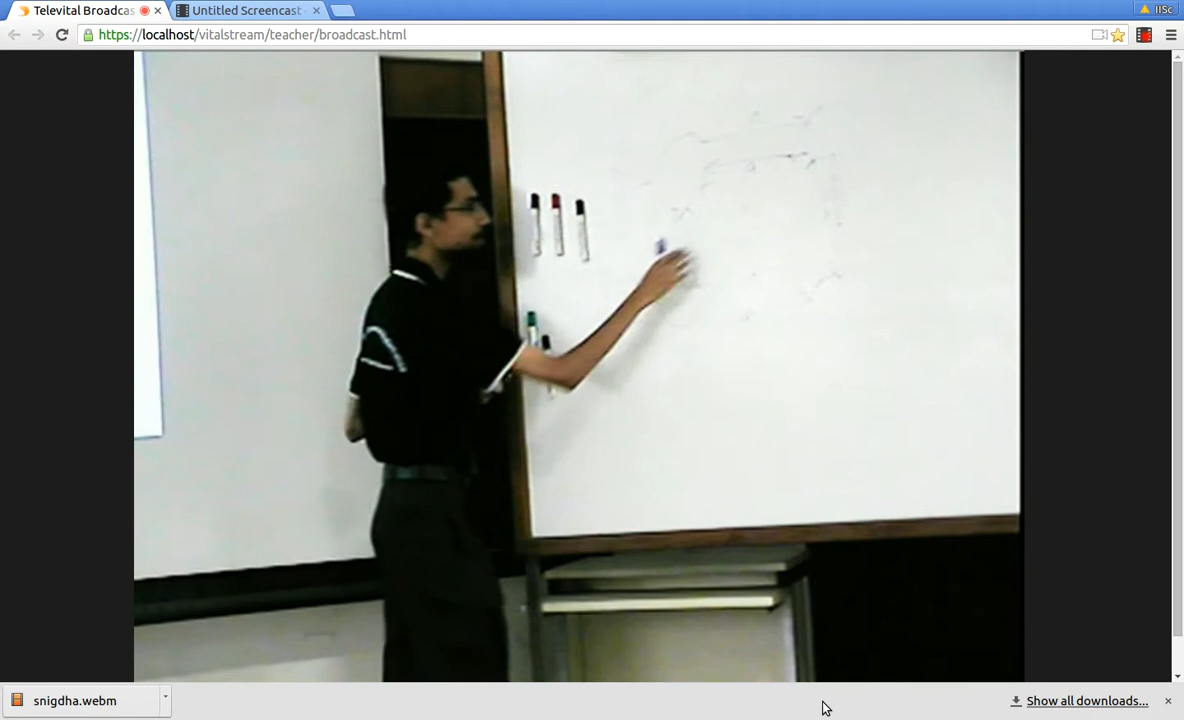 Televital Broadcas
Untitled Screencast
IISc
https://localhost/vitalstream/teacher/broadcast.html
snigdha.webm
Show all downloads...